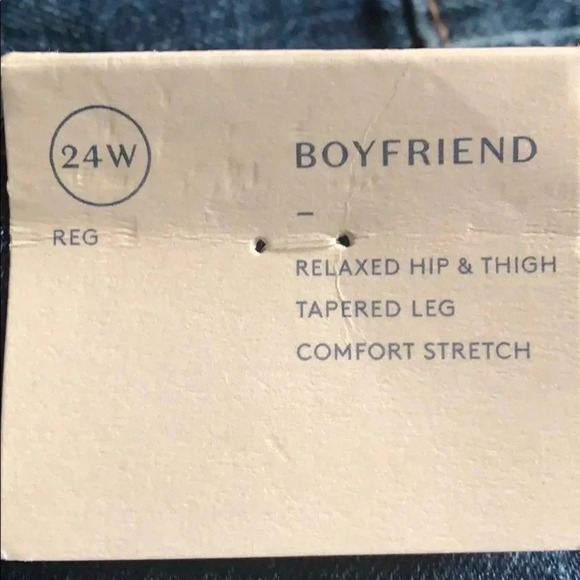 24W
REG
BOYFRIEND
–
RELAXED HIP & THIGH
TAPERED LEG
COMFORT STRETCH